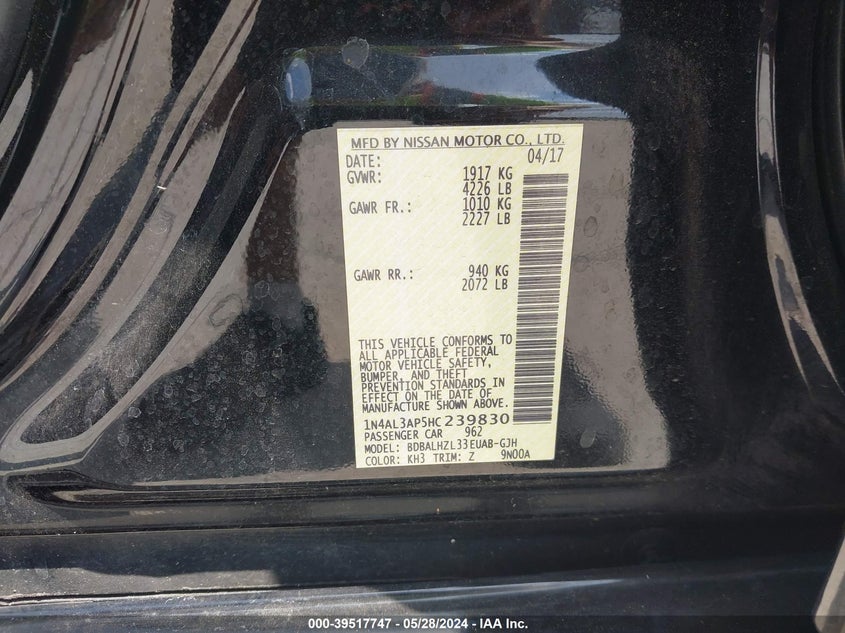 MFD BY NISSAN MOTOR CO., LTD.
DATE: 04/17
GVWR: 1917 KG
4226 LB
GAWR FR.: 1010 KG
2227 LB
GAWR RR.: 940 KG
2072 LB
THIS VEHICLE CONFORMS TO
ALL APPLICABLE FEDERAL
MOTOR VEHICLE SAFETY,
BUMPER, AND THEFT
PREVENTION STANDARDS IN
EFFECT ON THE DATE OF
MANUFACTURE SHOWN ABOVE.
1N4AL3AP5HC239830
PASSENGER CAR 962
MODEL: BDBALHZL33EUAB-GJH
COLOR: KH3 TRIM: Z 9N00A
000-39517747 - 05/28/2024 - IAA Inc.